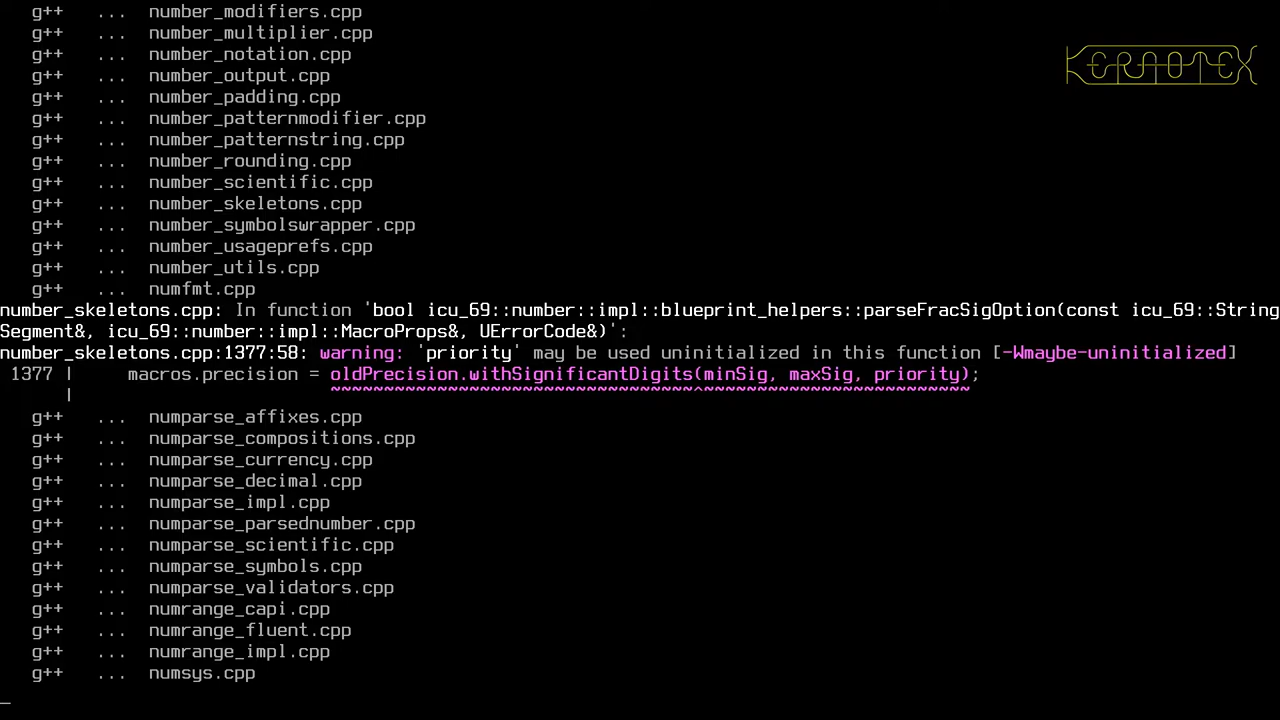 g++ ... number_modifiers.cpp
g++ ... number_multiplier.cpp
g++ ... number_notation.cpp
g++ ... number_output.cpp
KERNOTEX
g++ ... number_padding.cpp
g++ ... number_patternmodifier.cpp
g++ ... number_patternstring.cpp
g++ ... number_rounding.cpp
g++ ... number_scientific.cpp
g++ ... number_skeletons.cpp
g++ ... number_symbolswrapper.cpp
g++ ... number_usageprefs.cpp
g++ ... number_utils.cpp
g++ ... numfmt.cpp
number_skeletons.cpp: In function 'bool icu_69::number::impl::blueprint_helpers::parseFracSigOption(const icu_69::String
Segment&, icu_69::number::impl::MacroProps&, UErrorCode&)':
number_skeletons.cpp:1377:58: warning: 'priority' may be used uninitialized in this function [-Wmaybe-uninitialized]
1377 | macros.precision = oldPrecision.withSignificantDigits(minSig, maxSig, priority);
| ~~~~~~~~~~~~~~~~~~~~~~~~~~~~~~~~~~^~~~~~~~~~~~~~~~~~~~~~~~~
g++ ... numparse_affixes.cpp
g++ ... numparse_compositions.cpp
g++ ... numparse_currency.cpp
g++ ... numparse_decimal.cpp
g++ ... numparse_impl.cpp
g++ ... numparse_parsednumber.cpp
g++ ... numparse_scientific.cpp
g++ ... numparse_symbols.cpp
g++ ... numparse_validators.cpp
g++ ... numrange_capi.cpp
g++ ... numrange_fluent.cpp
g++ ... numrange_impl.cpp
g++ ... numsys.cpp